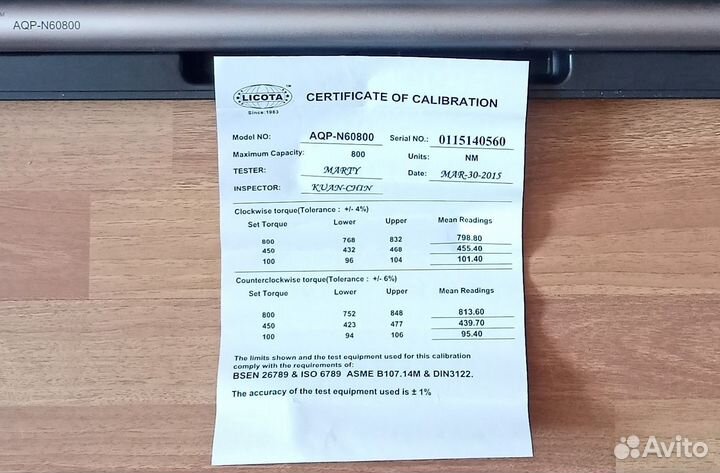 AQP-N60800
LICOTA
Since:1963
CERTIFICATE OF CALIBRATION
Model NO: AQP-N60800 Serial NO.: 0115140560
Maximum Capacity: 800 Units: NM
TESTER: MARTY Date: MAR-30-2015
INSPECTOR: KUAN-CHIN
Clockwise torque(Tolerance : +/- 4%)
Set Torque Lower Upper Mean Readings
800 768 832 798.80
450 432 468 455.40
100 96 104 101.40
Counterclockwise torque(Tolerance : +/- 6%)
Set Torque Lower Upper Mean Readings
800 752 848 813.60
450 423 477 439.70
100 94 106 95.40
The limits shown and the test equipment used for this calibration
comply with the requirements of:
BSEN 26789 & ISO 6789 ASME B107.14M & DIN3122.
The accuracy of the test equipment used is ± 1%
Avito